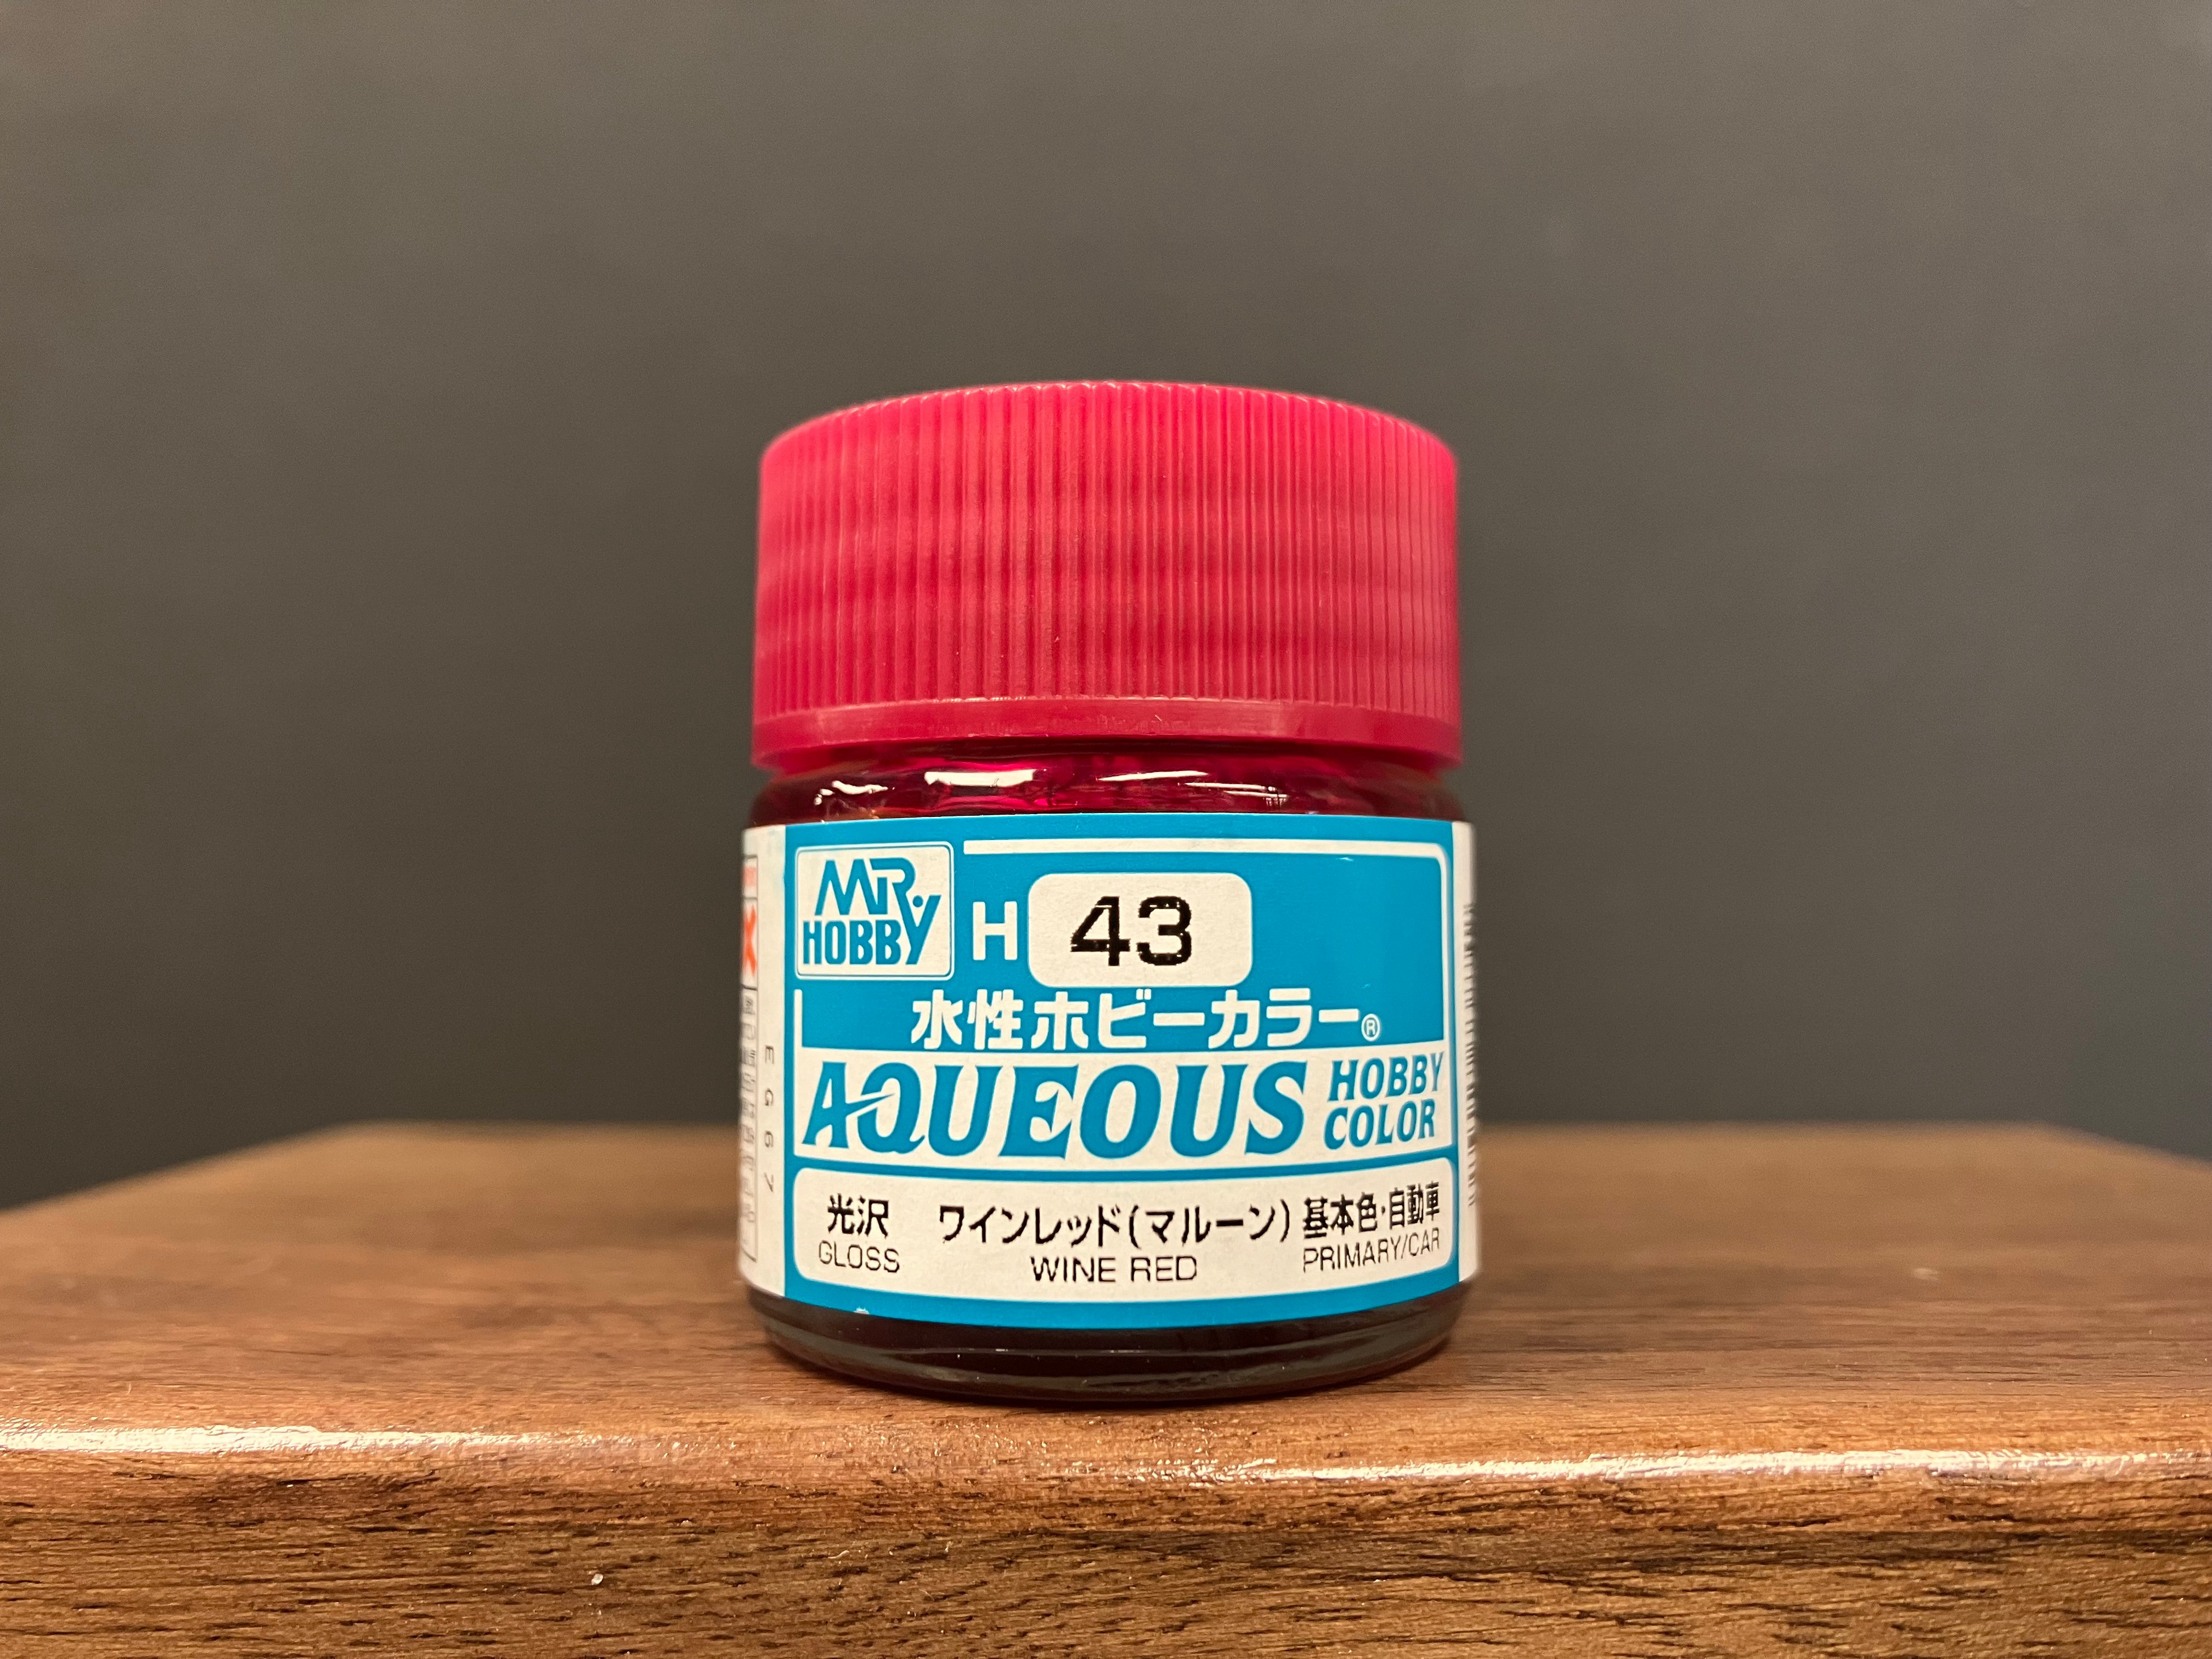 MR HOBBY
H 43
水性ホビーカラー®
AQUEOUS HOBBY COLOR
光沢 ワインレッド(マルーン) 基本色・自動車
GLOSS WINE RED PRIMARY/CAR
EG67